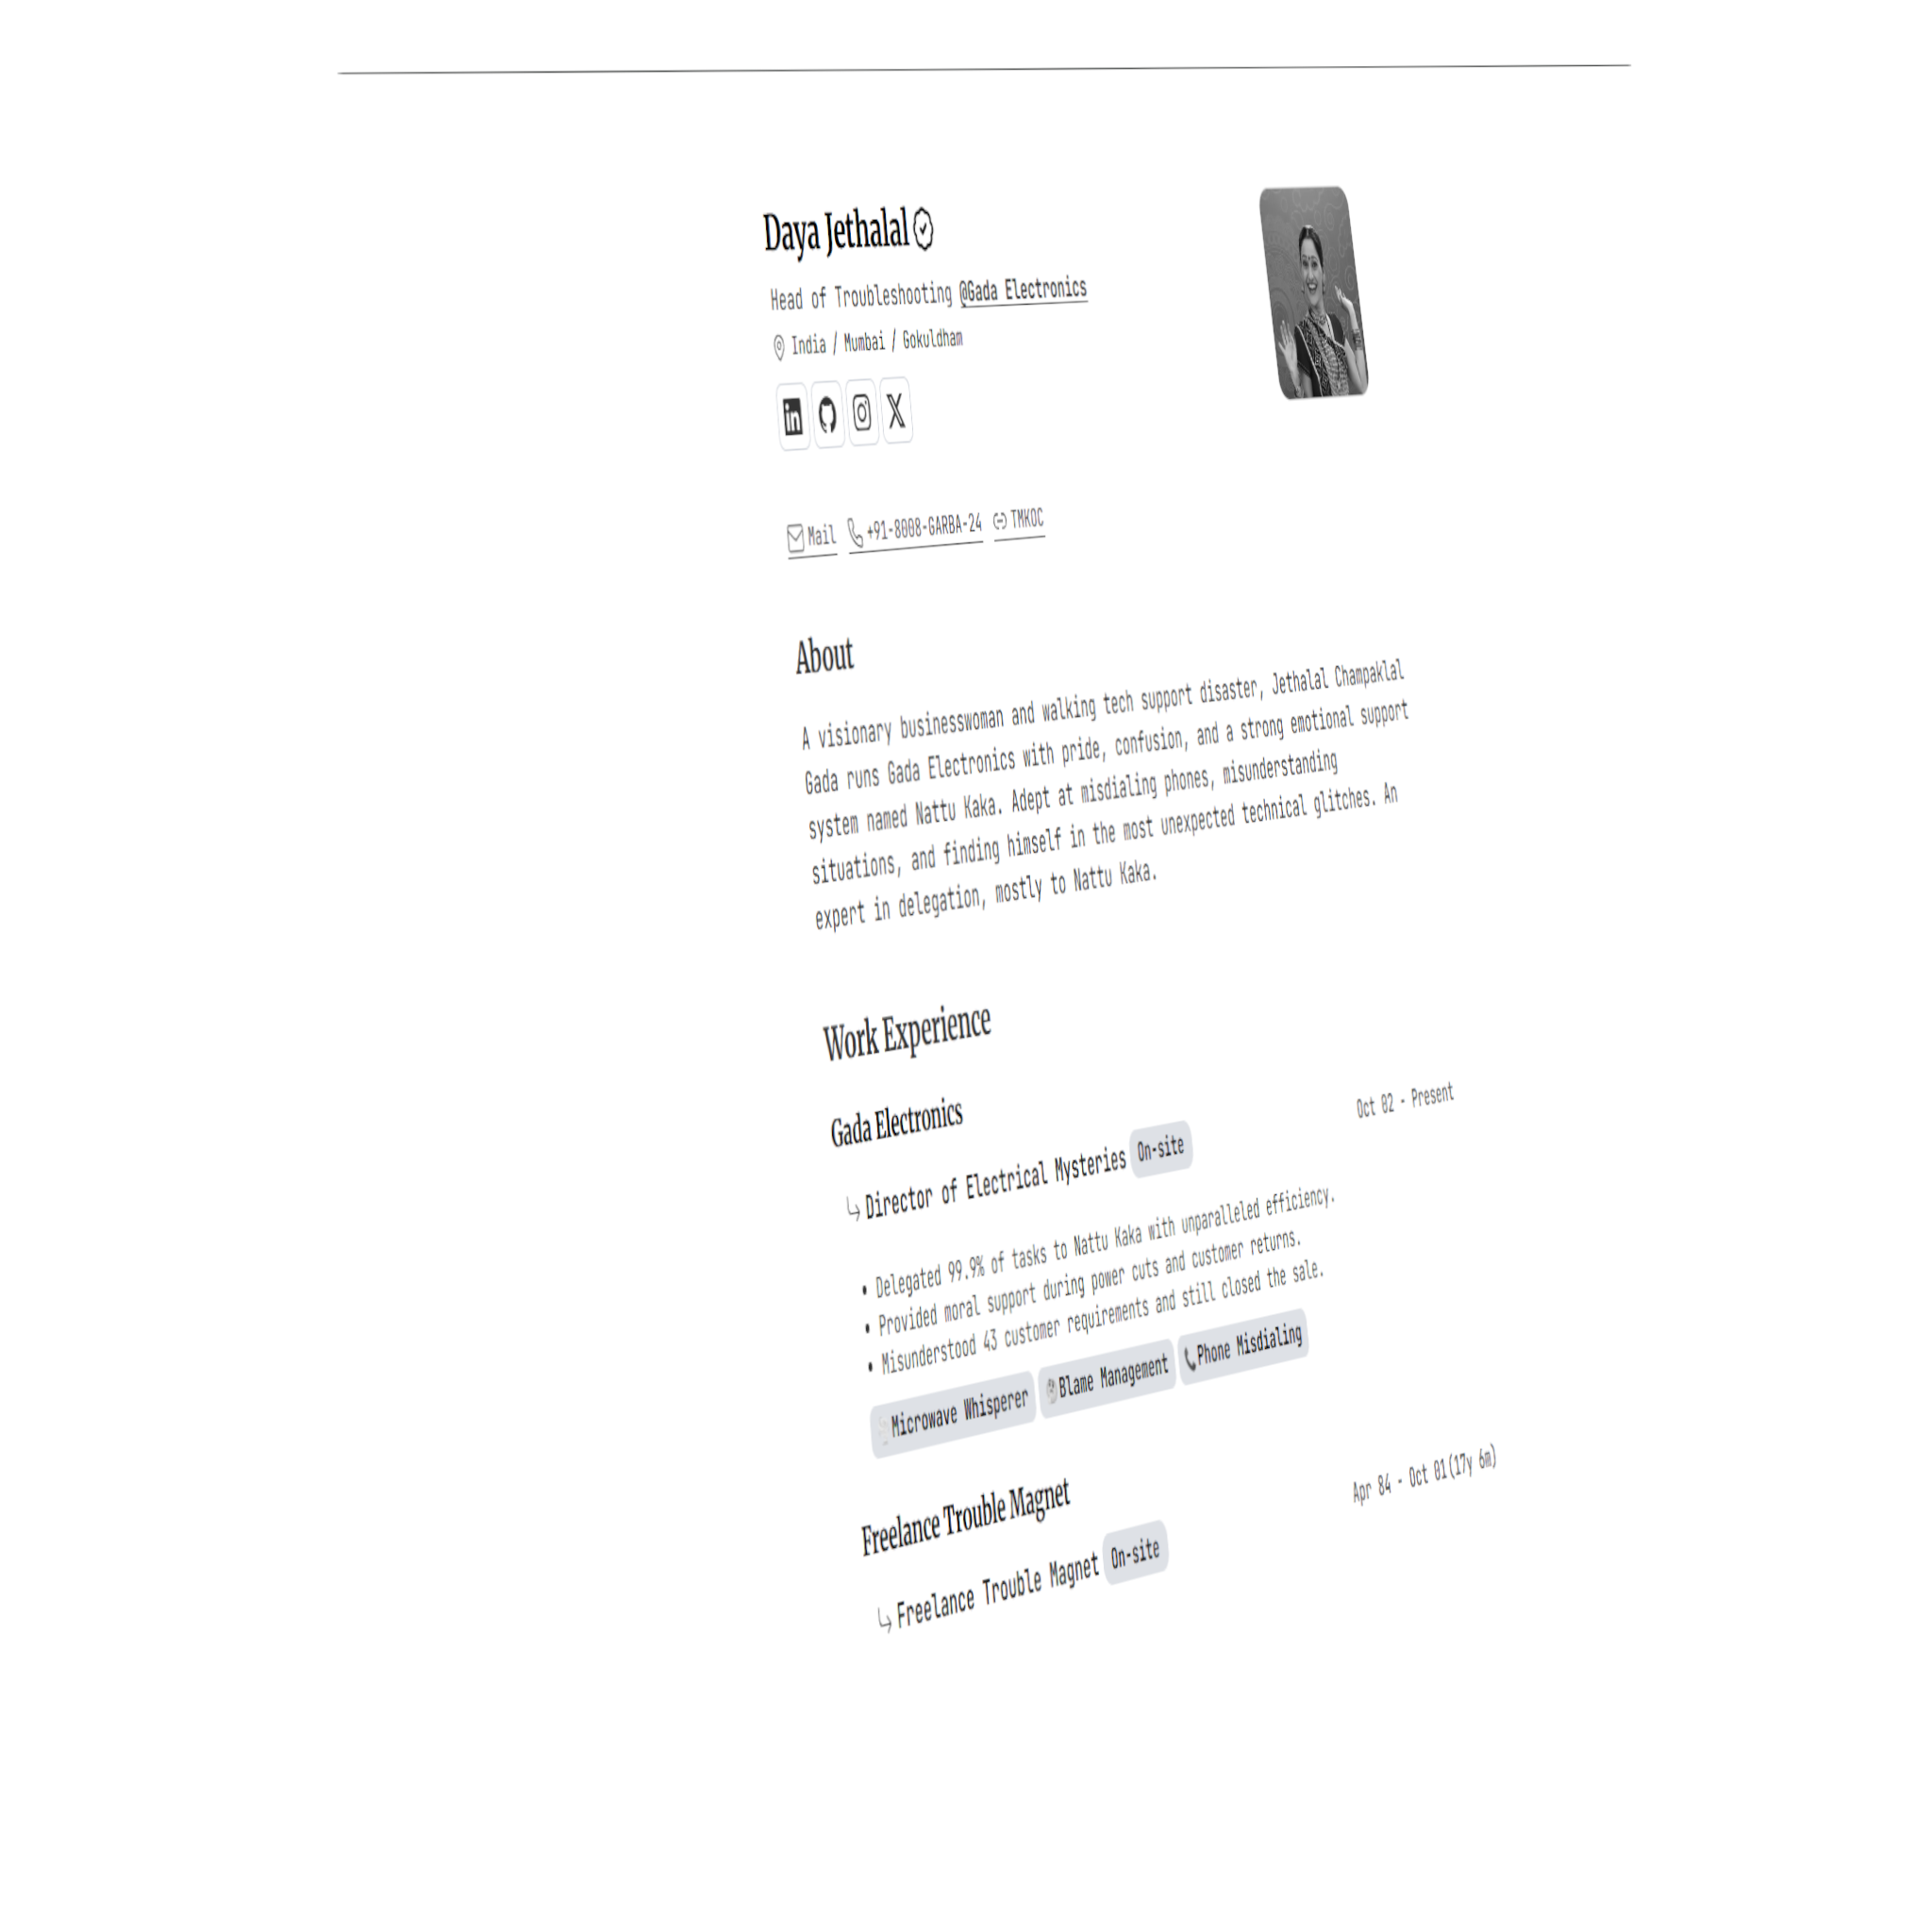 Daya Jethalal
Head of Troubleshooting @Gada Electronics
India / Mumbai / Gokuldham
Mail +91-8008-GARBA-24 TMKOC
About
A visionary businesswoman and walking tech support disaster, Jethalal Champaklal
Gada runs Gada Electronics with pride, confusion, and a strong emotional support
system named Nattu Kaka. Adept at misdialing phones, misunderstanding
situations, and finding himself in the most unexpected technical glitches. An
expert in delegation, mostly to Nattu Kaka.
Work Experience
Gada Electronics
Oct 02 - Present
Director of Electrical Mysteries On-site
• Delegated 99.9% of tasks to Nattu Kaka with unparalleled efficiency.
• Provided moral support during power cuts and customer returns.
• Misunderstood 43 customer requirements and still closed the sale.
Microwave Whisperer Blame Management Phone Misdialing
Freelance Trouble Magnet
Apr 84 - Oct 01(17y 6m)
Freelance Trouble Magnet On-site